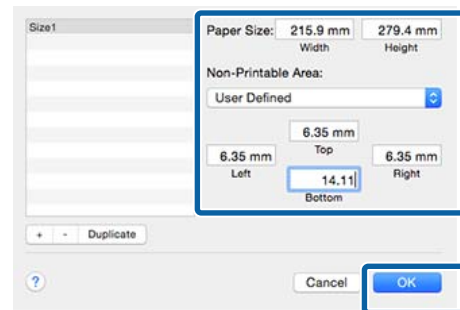 Size1
Paper Size: 215.9 mm 279.4 mm
Width Height
Non-Printable Area:
User Defined
6.35 mm
Top
6.35 mm 6.35 mm
Left Right
14.11
Bottom
+ - Duplicate
? Cancel OK